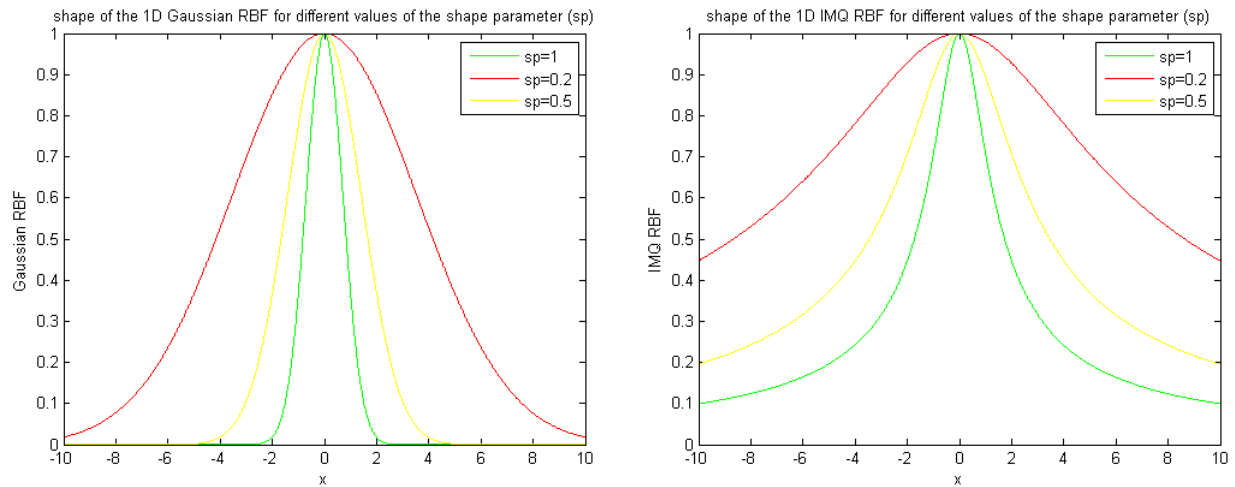 shape of the 1D Gaussian RBF for different values of the shape parameter (sp)
1
0.9
0.8
0.7
0.6
0.5
0.4
0.3
0.2
0.1
0
Gaussian RBF
sp=1
sp=0.2
sp=0.5
-10 -8 -6 -4 -2 0 2 4 6 8 10
x
shape of the 1D IMQ RBF for different values of the shape parameter (sp)
1
0.9
0.8
0.7
0.6
0.5
0.4
0.3
0.2
0.1
0
IMQ RBF
sp=1
sp=0.2
sp=0.5
-10 -8 -6 -4 -2 0 2 4 6 8 10
x